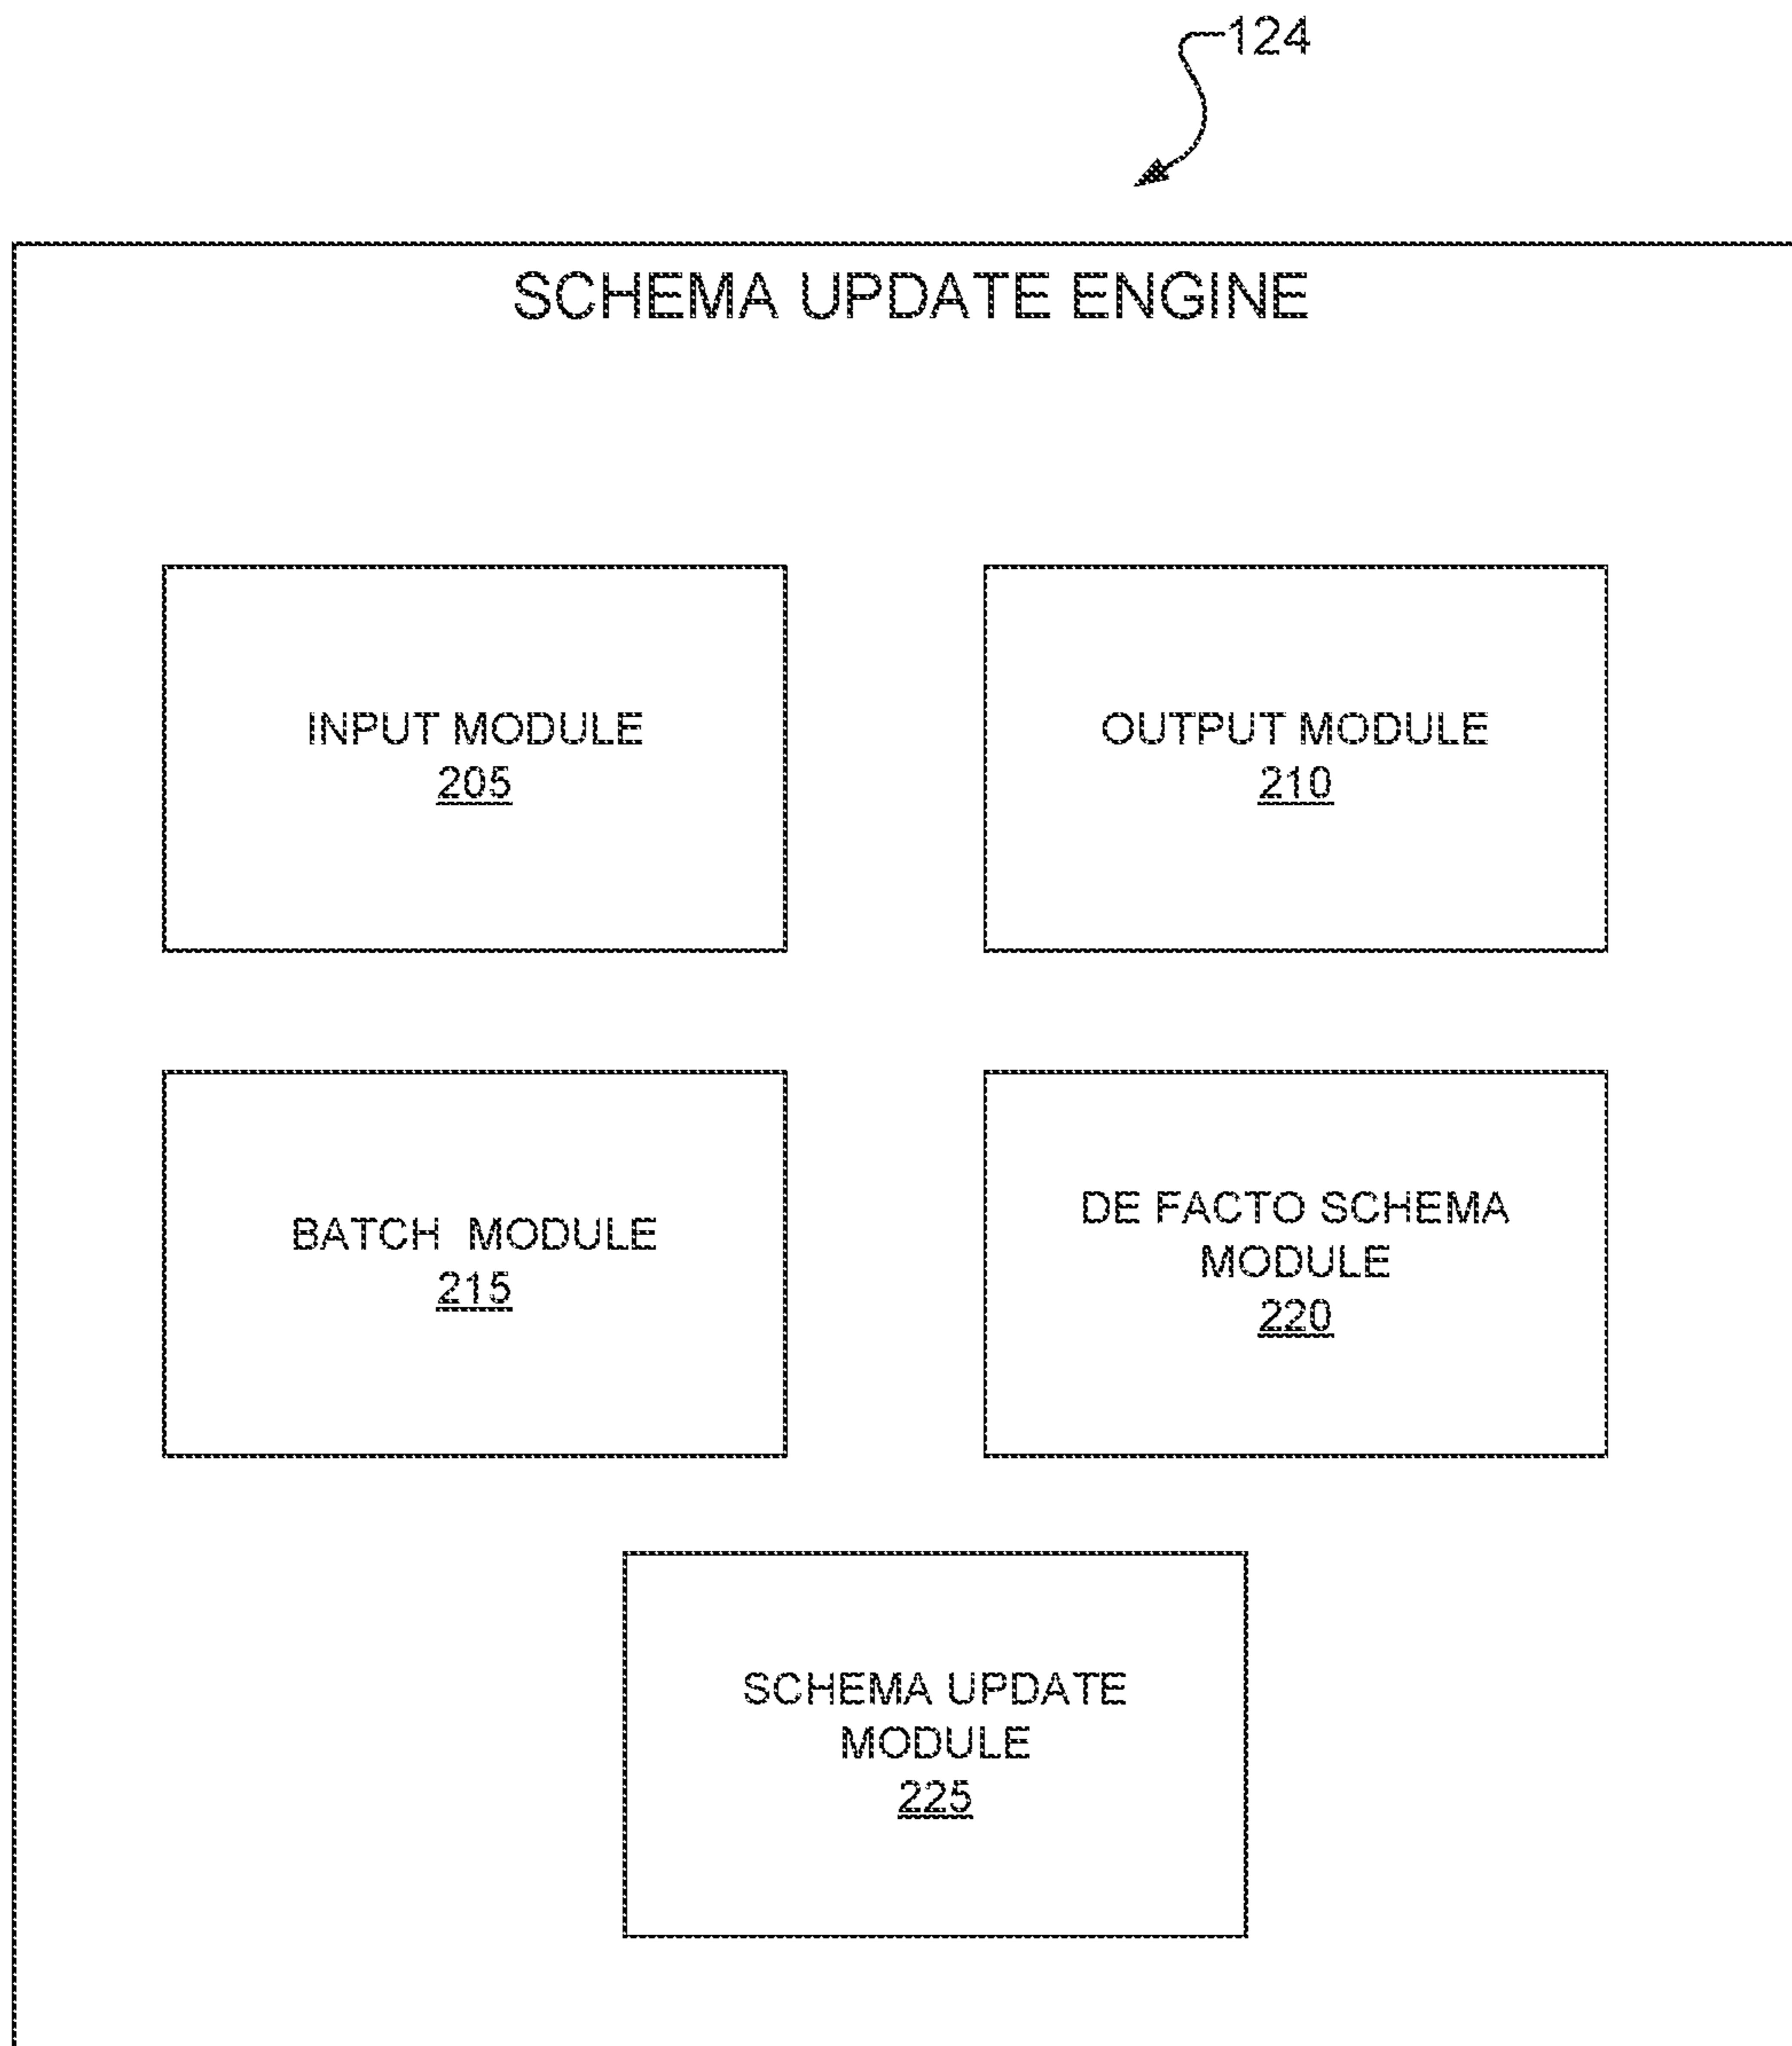 124
SCHEMA UPDATE ENGINE
INPUT MODULE
205
OUTPUT MODULE
210
BATCH MODULE
215
DE FACTO SCHEMA
MODULE
220
SCHEMA UPDATE
MODULE
225